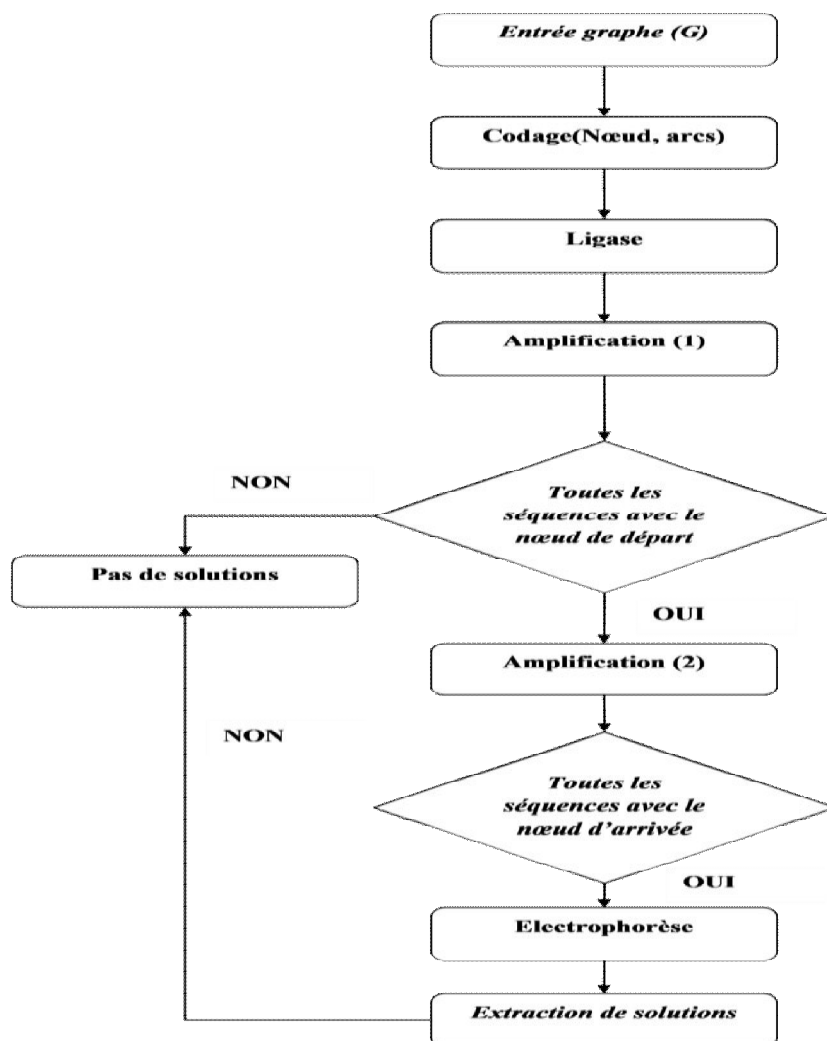 Entrée graphe (G)
Codage(Nœud, arcs)
Ligase
Amplification (1)
NON
Toutes les
séquences avec le
nœud de départ
Pas de solutions
OUI
Amplification (2)
NON
Toutes les
séquences avec le
nœud d'arrivée
OUI
Electrophorèse
Extraction de solutions